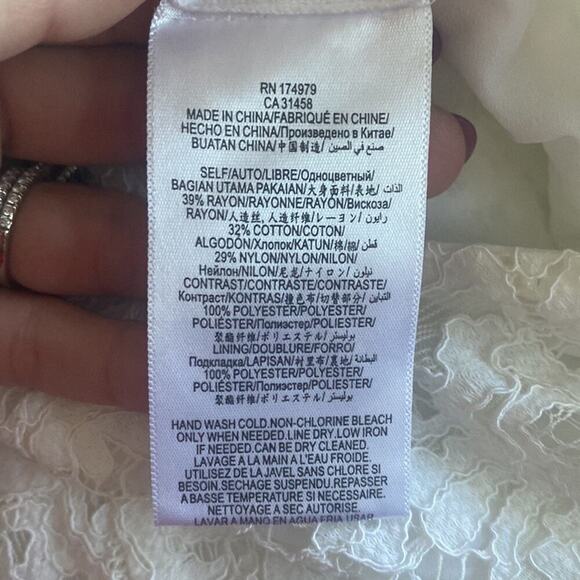 RN 174979
CA 31458
MADE IN CHINA/FABRIQUÉ EN CHINE/
HECHO EN CHINA/Произведено в Китае/
BUATAN CHINA/中国制造/ صنع في الصين
SELF/AUTO/LIBRE/Одноцветный/
BAGIAN UTAMA PAKAIAN/大身面料/表地/ الذات
39% RAYON/RAYONNE/RAYON/Вискоза/
RAYON/人造丝,人造纤维/レーヨン/ رايون
32% COTTON/COTON/
ALGODÓN/Хлопок/KATUN/棉/綿/ قطن
29% NYLON/NYLON/NILON/
Нейлон/NILON/尼龙/ナイロン/ نيلون
CONTRAST/CONTRASTE/CONTRASTE/
Контраст/KONTRAS/撞色布/切替部分/ التباين
100% POLYESTER/POLYESTER/
POLIÉSTER/Полиэстер/POLIESTER/
聚酯纤维/ポリエステル/ بوليستر
LINING/DOUBLURE/FORRO/
Подкладка/LAPISAN/衬里布/裏地/ البطانة
100% POLYESTER/POLYESTER/
POLIÉSTER/Полиэстер/POLIESTER/
聚酯纤维/ポリエステル/ بوليستر
HAND WASH COLD.NON-CHLORINE BLEACH
ONLY WHEN NEEDED.LINE DRY.LOW IRON
IF NEEDED.CAN BE DRY CLEANED.
LAVAGE A LA MAIN A L'EAU FROIDE.
UTILISEZ DE LA JAVEL SANS CHLORE SI
BESOIN.SECHAGE SUSPENDU.REPASSER
A BASSE TEMPERATURE SI NECESSAIRE.
NETTOYAGE A SEC AUTORISE.
LAVAR A MANO EN AGUA FRIA USAR